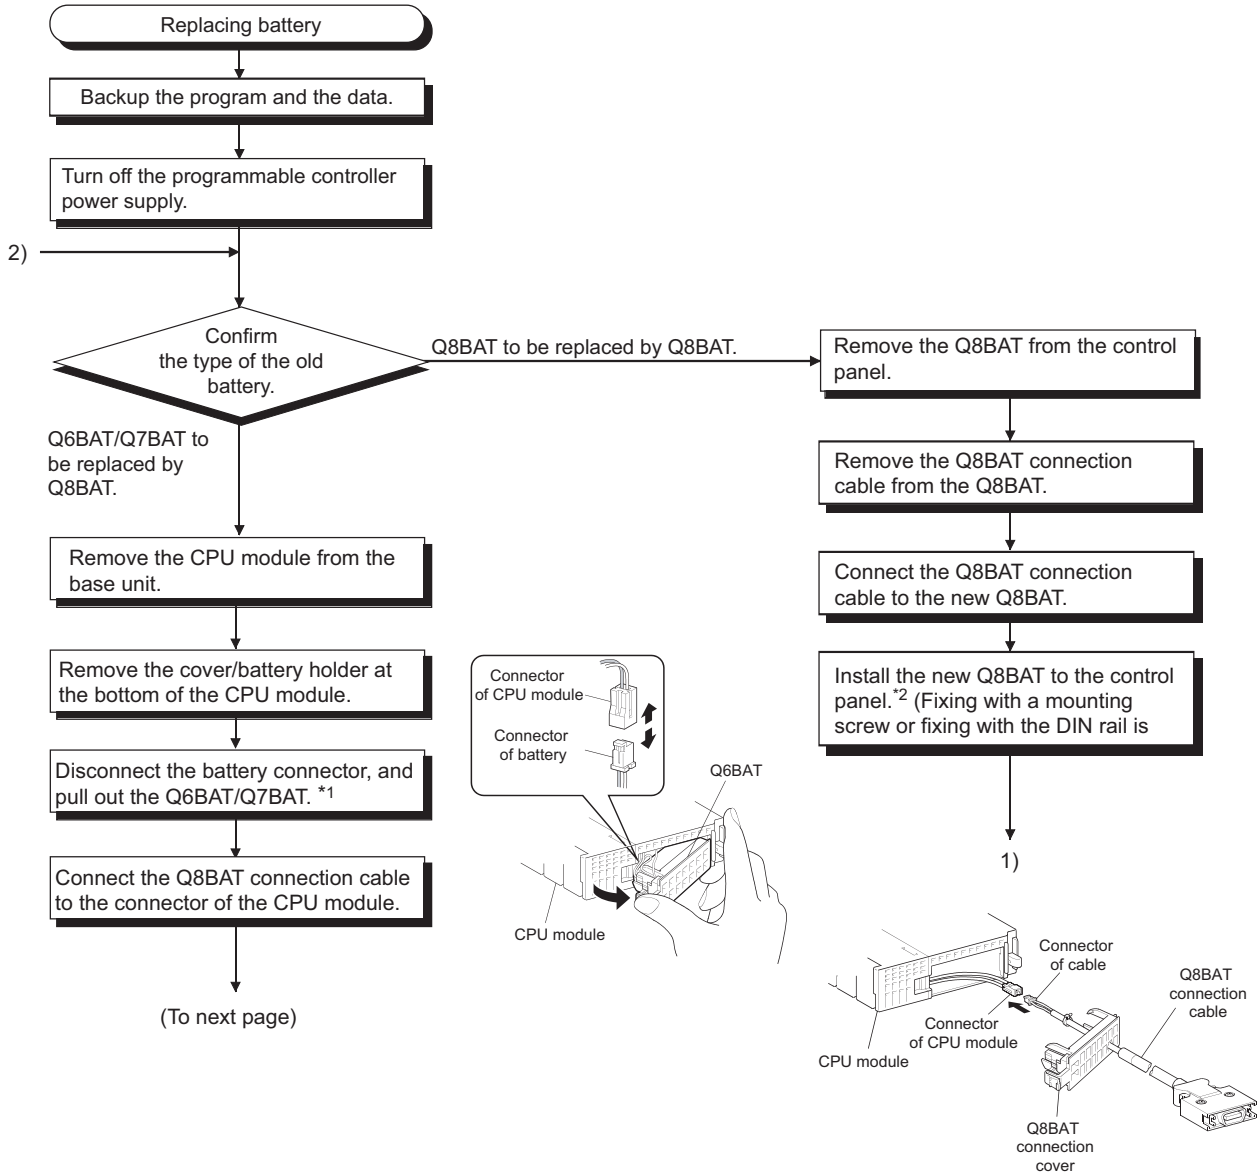 Replacing battery
Backup the program and the data.
Turn off the programmable controller
power supply.
2)
Confirm
the type of the old
battery.
Q8BAT to be replaced by Q8BAT.
Q6BAT/Q7BAT to
be replaced by
Q8BAT.
Remove the CPU module from the
base unit.
Remove the cover/battery holder at
the bottom of the CPU module.
Disconnect the battery connector, and
pull out the Q6BAT/Q7BAT. *1
Connect the Q8BAT connection cable
to the connector of the CPU module.
(To next page)
Connector
of CPU module
Connector
of battery
Q6BAT
CPU module
Remove the Q8BAT from the control
panel.
Remove the Q8BAT connection
cable from the Q8BAT.
Connect the Q8BAT connection
cable to the new Q8BAT.
Install the new Q8BAT to the control
panel.*2 (Fixing with a mounting
screw or fixing with the DIN rail is
1)
Connector
of cable
Q8BAT
connection
cable
Connector
of CPU module
CPU module
Q8BAT
connection
cover